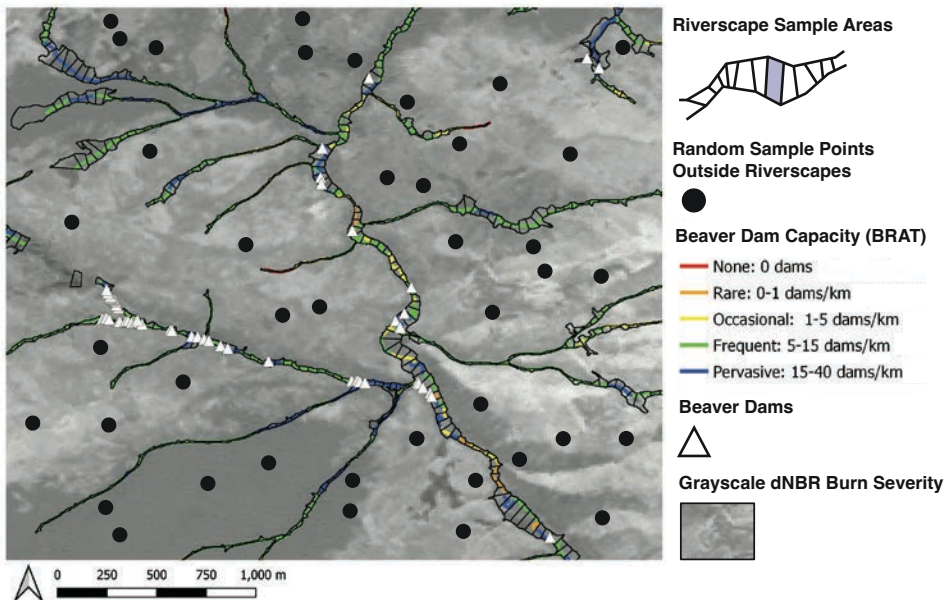 Riverscape Sample Areas
Random Sample Points
Outside Riverscapes
Beaver Dam Capacity (BRAT)
None: 0 dams
Rare: 0-1 dams/km
Occasional: 1-5 dams/km
Frequent: 5-15 dams/km
Pervasive: 15-40 dams/km
Beaver Dams
Grayscale dNBR Burn Severity
0 250 500 750 1,000 m